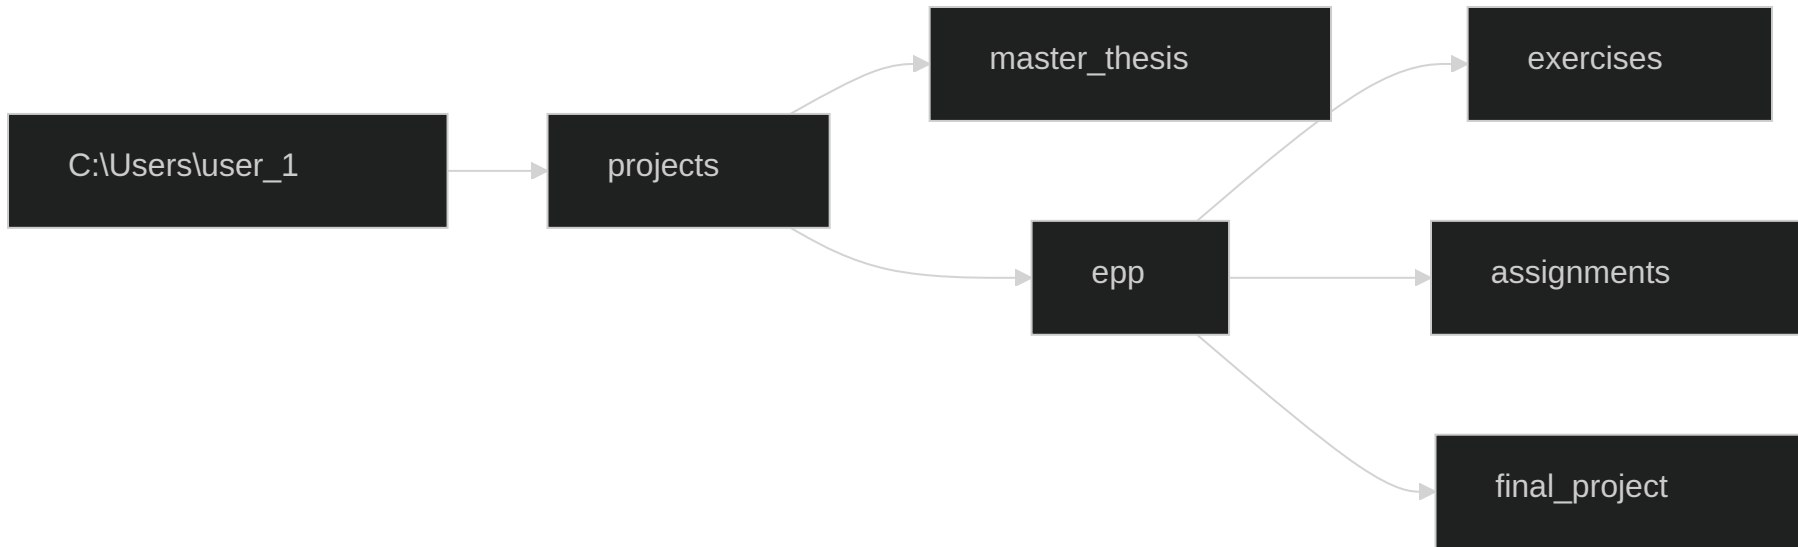 C:\Users\user_1
projects
master_thesis
epp
exercises
assignments
final_project